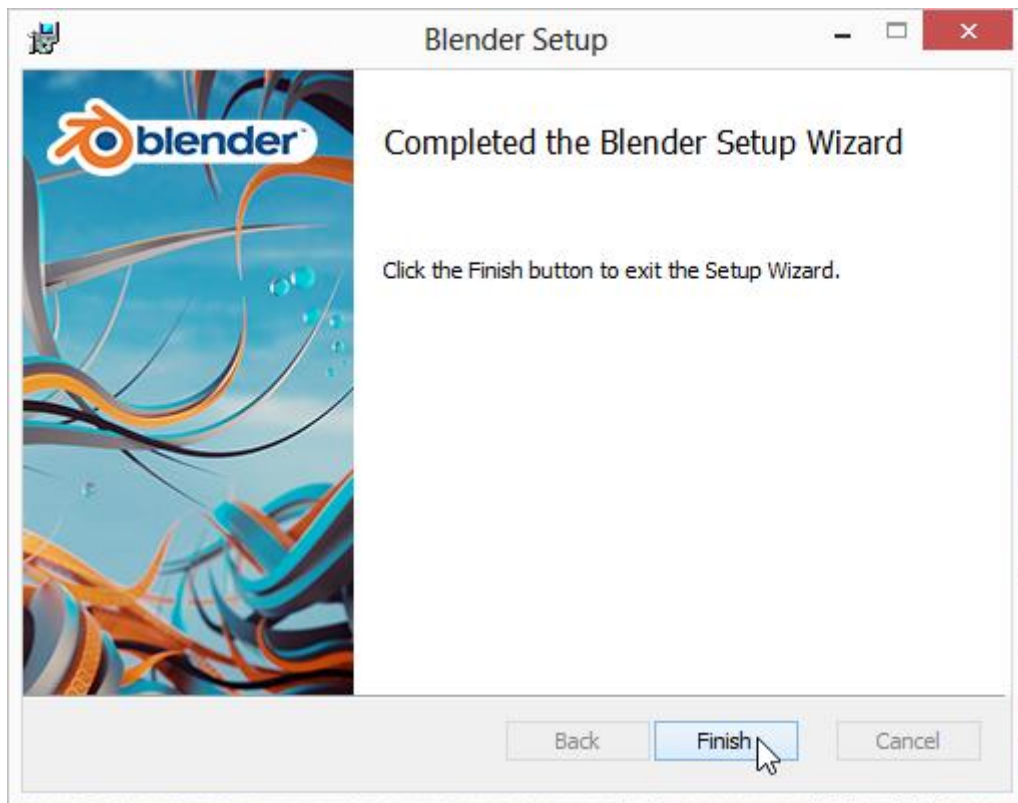 Blender Setup
blender
Completed the Blender Setup Wizard
Click the Finish button to exit the Setup Wizard.
Back
Finish
Cancel